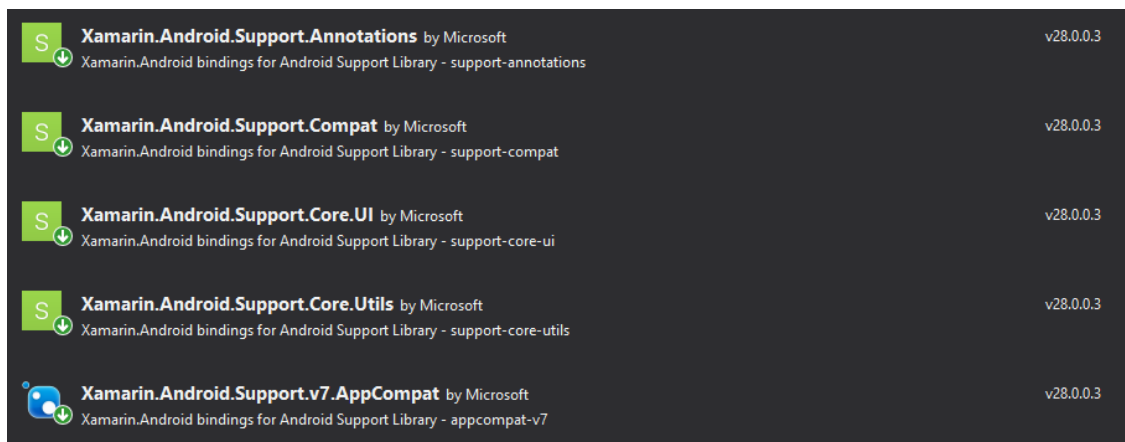 S Xamarin.Android.Support.Annotations by Microsoft v28.0.0.3
Xamarin.Android bindings for Android Support Library - support-annotations
S Xamarin.Android.Support.Compat by Microsoft v28.0.0.3
Xamarin.Android bindings for Android Support Library - support-compat
S Xamarin.Android.Support.Core.UI by Microsoft v28.0.0.3
Xamarin.Android bindings for Android Support Library - support-core-ui
S Xamarin.Android.Support.Core.Utils by Microsoft v28.0.0.3
Xamarin.Android bindings for Android Support Library - support-core-utils
Xamarin.Android.Support.v7.AppCompat by Microsoft v28.0.0.3
Xamarin.Android bindings for Android Support Library - appcompat-v7